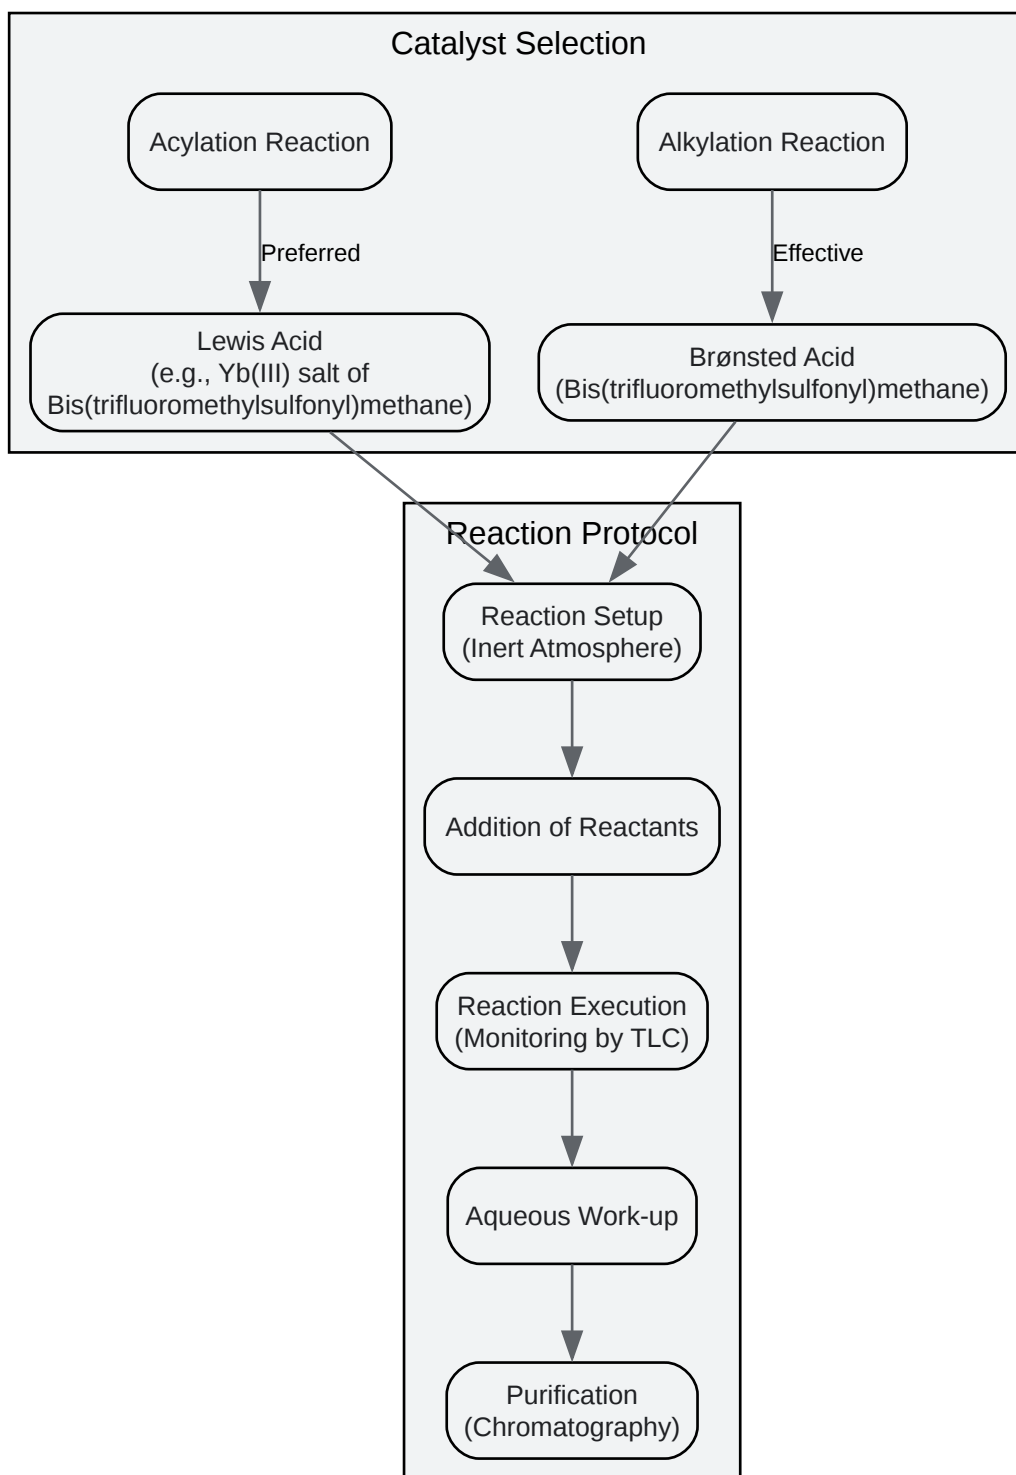 Catalyst Selection
Acylation Reaction
Alkylation Reaction
Preferred
Effective
Lewis Acid
(e.g., Yb(III) salt of
Bis(trifluoromethylsulfonyl)methane)
Brønsted Acid
(Bis(trifluoromethylsulfonyl)methane)
Reaction Protocol
Reaction Setup
(Inert Atmosphere)
Addition of Reactants
Reaction Execution
(Monitoring by TLC)
Aqueous Work-up
Purification
(Chromatography)